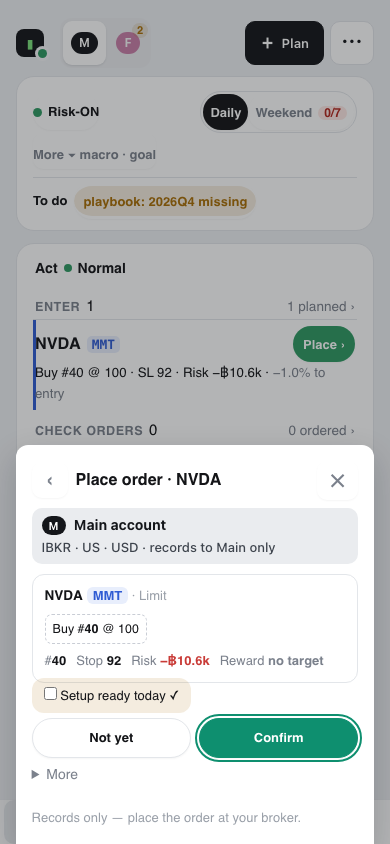 M F 2 + Plan •••
Risk-ON Daily Weekend 0/7
More ▾ macro · goal
To do playbook: 2026Q4 missing
Act Normal
ENTER 1 1 planned ›
NVDA MMT Place ›
Buy #40 @ 100 · SL 92 · Risk −฿10.6k · −1.0% to
entry
CHECK ORDERS 0 0 ordered ›
‹ Place order · NVDA ✕
M Main account
IBKR · US · USD · records to Main only
NVDA MMT · Limit
Buy #40 @ 100
#40 Stop 92 Risk −฿10.6k Reward no target
Setup ready today ✓
Not yet Confirm
▶ More
Records only — place the order at your broker.